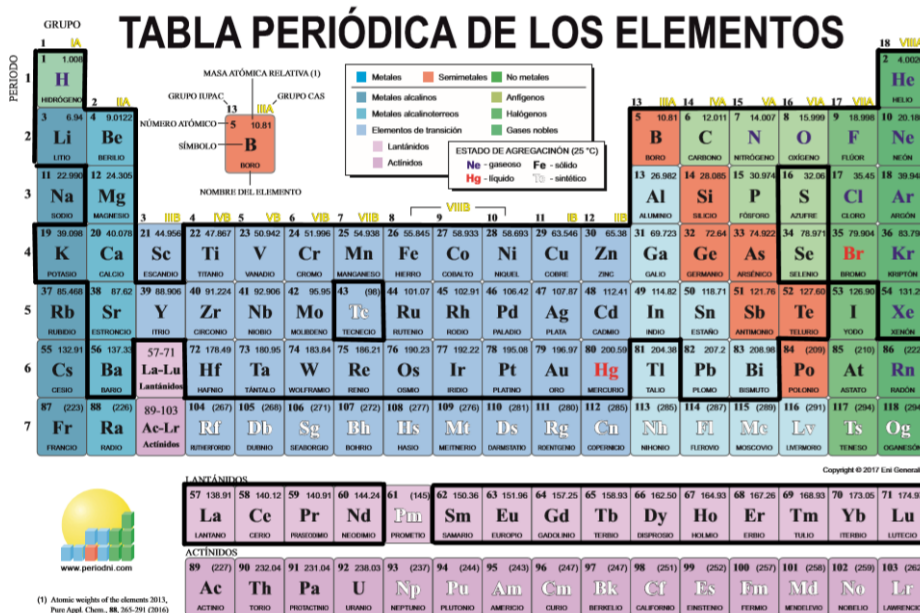 TABLA PERIÓDICA DE LOS ELEMENTOS
GRUPO
PERIODO
1 IA
18 VIIIA
1
1 1.008
H
HIDRÓGENO
2 4.0026
He
HELIO
MASA ATÓMICA RELATIVA (1)
GRUPO IUPAC
GRUPO CAS
13 IIIA
NÚMERO ATÓMICO
5 10.81
SÍMBOLO
B
BORO
NOMBRE DEL ELEMENTO
Metales
Semimetales
No metales
Metales alcalinos
Antígenos
Metales alcalinoterreos
Halógenos
Elementos de transición
Gases nobles
Lantánidos
Actínidos
ESTADO DE AGREGACINÓN (25 °C)
Ne - gaseoso
Fe - sólido
Hg - líquido
Tc - sintético
2 IIA
13 IIIA 14 IVA 15 VA 16 VIA 17 VIIA
2
3 6.94 4 9.0122 5 10.81 6 12.011 7 14.007 8 15.999 9 18.998 10 20.180
Li Be B C N O F Ne
LITIO BERILIO BORO CARBONO NITRÓGENO OXÍGENO FLÚOR NEÓN
3
11 22.990 12 24.305 13 26.982 14 28.085 15 30.974 16 32.06 17 35.45 18 39.948
Na Mg Al Si P S Cl Ar
SODIO MAGNESIO ALUMINIO SILICIO FÓSFORO AZUFRE CLORO ARGÓN
3 IIIB 4 IVB 5 VB 6 VIB 7 VIIB 8 9 VIIIB 10 11 IB 12 IIB
4
19 39.098 20 40.078 21 44.956 22 47.867 23 50.942 24 51.996 25 54.938 26 55.845 27 58.933 28 58.693 29 63.546 30 65.38 31 69.723 32 72.64 33 74.922 34 78.971 35 79.904 36 83.79
K Ca Sc Ti V Cr Mn Fe Co Ni Cu Zn Ga Ge As Se Br Kr
POTASIO CALCIO ESCANDIO TITANIO VANADIO CROMO MANGANESO HIERRO COBALTO NIQUEL COBRE ZINC GALIO GERMANIO ARSÉNICO SELENIO BROMO KRIPTÓN
5
37 85.468 38 87.62 39 88.906 40 91.224 41 92.906 42 95.95 43 (98) 44 101.07 45 102.91 46 106.42 47 107.87 48 112.41 49 114.82 50 118.71 51 121.76 52 127.60 53 126.90 54 131.2
Rb Sr Y Zr Nb Mo Tc Ru Rh Pd Ag Cd In Sn Sb Te I Xe
RUBIDIO ESTRONCIO ITRIO CIRCONIO NIOBIO MOLIBDENO TECNECIO RUTENIO RODIO PALADIO PLATA CADMIO INDIO ESTAÑO ANTIMONIO TELURIO YODO XENÓN
6
55 132.91 56 137.33 57-71 72 178.49 73 180.95 74 183.84 75 186.21 76 190.23 77 192.22 78 195.08 79 196.97 80 200.59 81 204.38 82 207.2 83 208.98 84 (209) 85 (210) 86 (222
Cs Ba La-Lu Hf Ta W Re Os Ir Pt Au Hg Tl Pb Bi Po At Rn
CESIO BARIO Lantánidos HAFNIO TÁNTALO WOLFRAMIO RENIO OSMIO IRIDIO PLATINO ORO MERCURIO TALIO PLOMO BISMUTO POLONIO ASTATO RADÓN
7
87 (223) 88 (226) 89-103 104 (267) 105 (268) 106 (271) 107 (272) 108 (277) 109 (276) 110 (281) 111 (280) 112 (285) 113 (285) 114 (287) 115 (289) 116 (291) 117 (294) 118 (294
Fr Ra Ac-Lr Rf Db Sg Bh Hs Mt Ds Rg Cn Nh Fl Mc Lv Ts Og
FRANCIO RADIO Actínidos RUTHERFORDIO DUBNIO SEABORGIO BOHRIO HASIO MEITNERIO DARMSTATIO ROENTGENIO COPERNICIO NIHONIO FLEROVIO MOSCOVIO LIVERMORIO TENESO OGANESÓN
Copyright © 2017 Eni General
LANTÁNIDOS
57 138.91 58 140.12 59 140.91 60 144.24 61 (145) 62 150.36 63 151.96 64 157.25 65 158.93 66 162.50 67 164.93 68 167.26 69 168.93 70 173.05 71 174.97
La Ce Pr Nd Pm Sm Eu Gd Tb Dy Ho Er Tm Yb Lu
LANTANO CERIO PRASEODIMIO NEODIMIO PROMETIO SAMARIO EUROPIO GADOLINIO TERBIO DISPROSIO HOLMIO ERBIO TULIO ITERBIO LUTECIO
ACTÍNIDOS
89 (227) 90 232.04 91 231.04 92 238.03 93 (237) 94 (244) 95 (243) 96 (247) 97 (247) 98 (251) 99 (252) 100 (257) 101 (258) 102 (259) 103 (262
Ac Th Pa U Np Pu Am Cm Bk Cf Es Fm Md No Lr
ACTINIO TORIO PROTACTINIO URANIO NEPTUNIO PLUTONIO AMERICIO CURIO BERKELIO CALIFORNIO EINSTENIO FERMIO MENDELEVIO NOBELIO LAWRENCIO
www.periodni.com
(1) Atomic weights of the elements 2013,
Pure Appl. Chem., 88, 265-291 (2016)